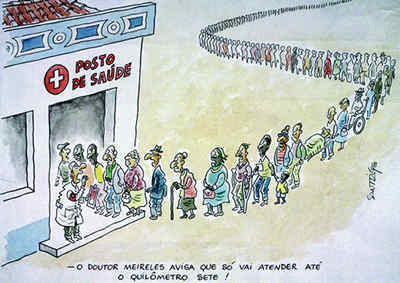 POSTO
DE SAÚDE
— O DOUTOR MEIRELES AVISA QUE SÓ VAI ATENDER ATÉ
O QUILÔMETRO SETE !